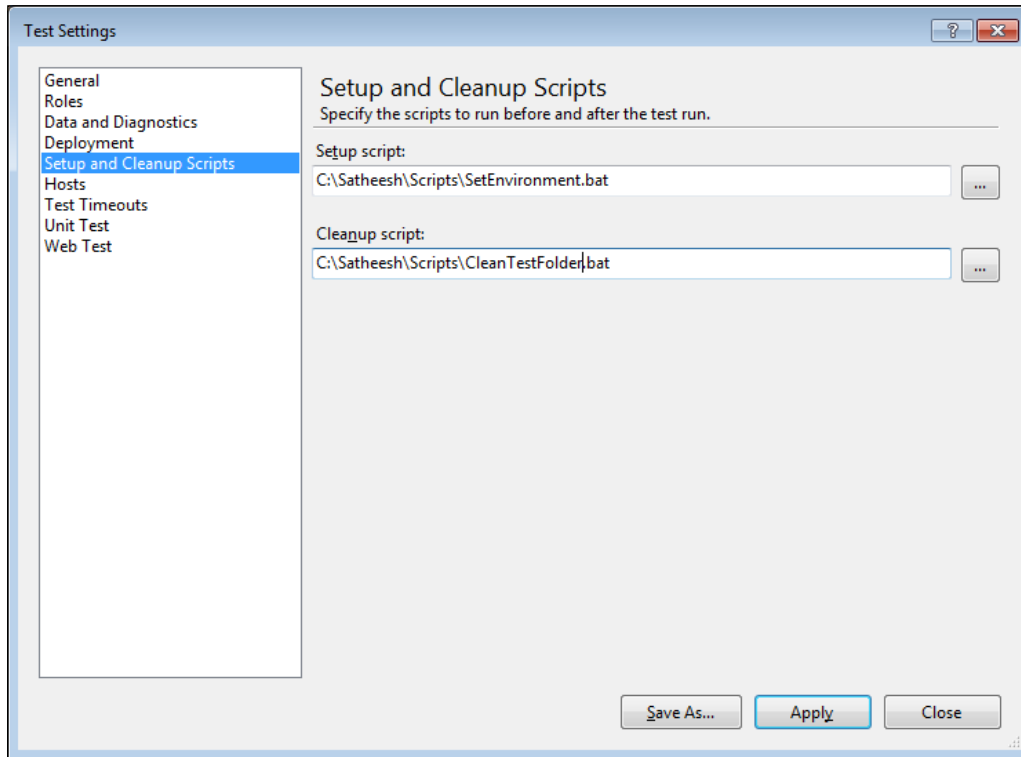 Test Settings
General
Roles
Data and Diagnostics
Deployment
Setup and Cleanup Scripts
Hosts
Test Timeouts
Unit Test
Web Test
Setup and Cleanup Scripts
Specify the scripts to run before and after the test run.
Setup script:
C:\Satheesh\Scripts\SetEnvironment.bat
...
Cleanup script:
C:\Satheesh\Scripts\CleanTestFolder.bat
...
Save As...
Apply
Close